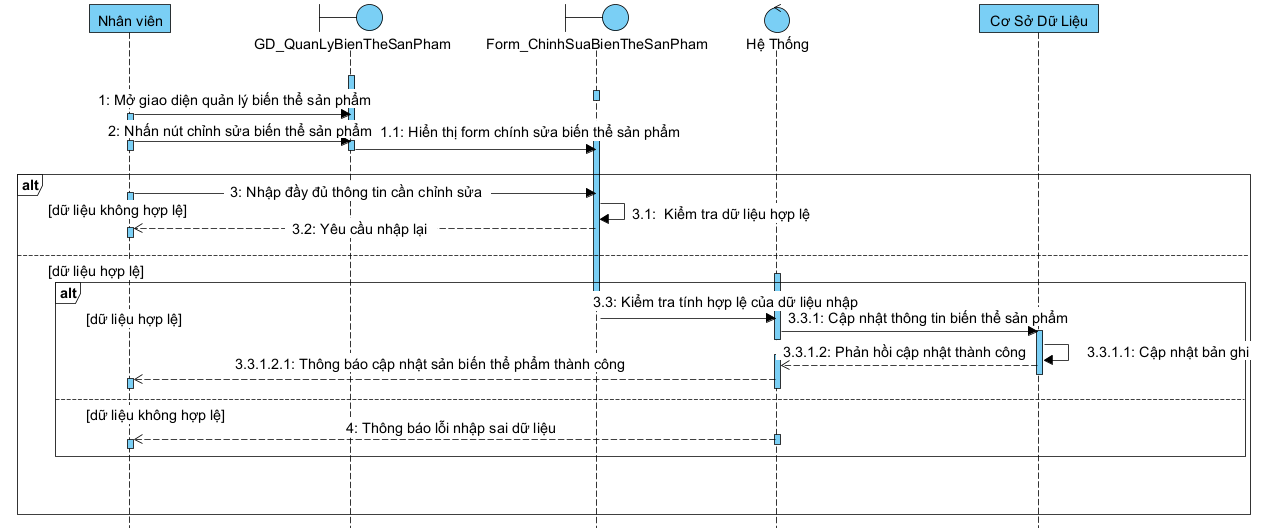 Nhân viên
GD_QuanLyBienTheSanPham
Form_ChinhSuaBienTheSanPham
Hệ Thống
Cơ Sở Dữ Liệu
1: Mở giao diện quản lý biến thể sản phẩm
2: Nhấn nút chỉnh sửa biến thể sản phẩm
1.1: Hiển thị form chính sửa biến thể sản phẩm
alt
3: Nhập đầy đủ thông tin cần chỉnh sửa
[dữ liệu không hợp lệ]
3.1: Kiểm tra dữ liệu hợp lệ
3.2: Yêu cầu nhập lại
[dữ liệu hợp lệ]
alt
3.3: Kiểm tra tính hợp lệ của dữ liệu nhập
[dữ liệu hợp lệ]
3.3.1: Cập nhật thông tin biến thể sản phẩm
3.3.1.2: Phản hồi cập nhật thành công
3.3.1.1: Cập nhật bản ghi
3.3.1.2.1: Thông báo cập nhật sản biến thể phẩm thành công
[dữ liệu không hợp lệ]
4: Thông báo lỗi nhập sai dữ liệu